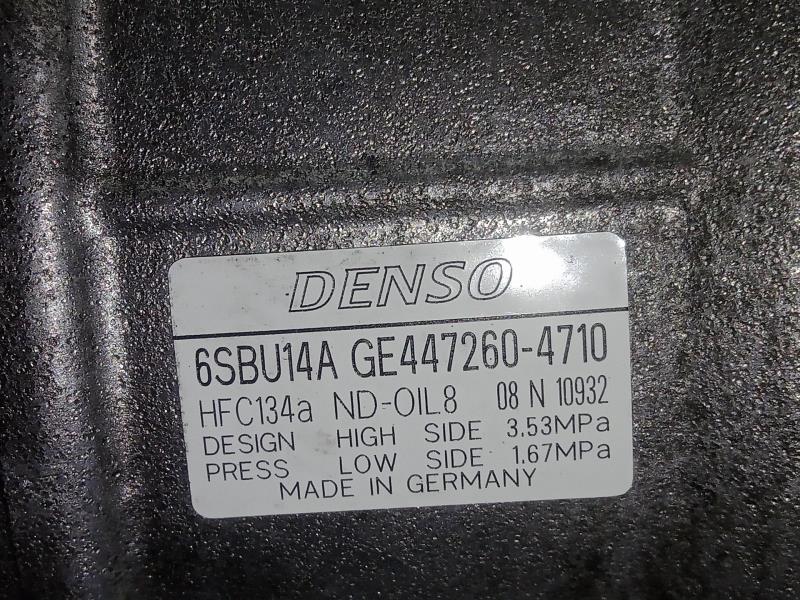 DENSO
6SBU14A GE447260-4710
HFC134a ND-OIL8 08 N 10932
DESIGN HIGH SIDE 3.53MPa
PRESS LOW SIDE 1.67MPa
MADE IN GERMANY